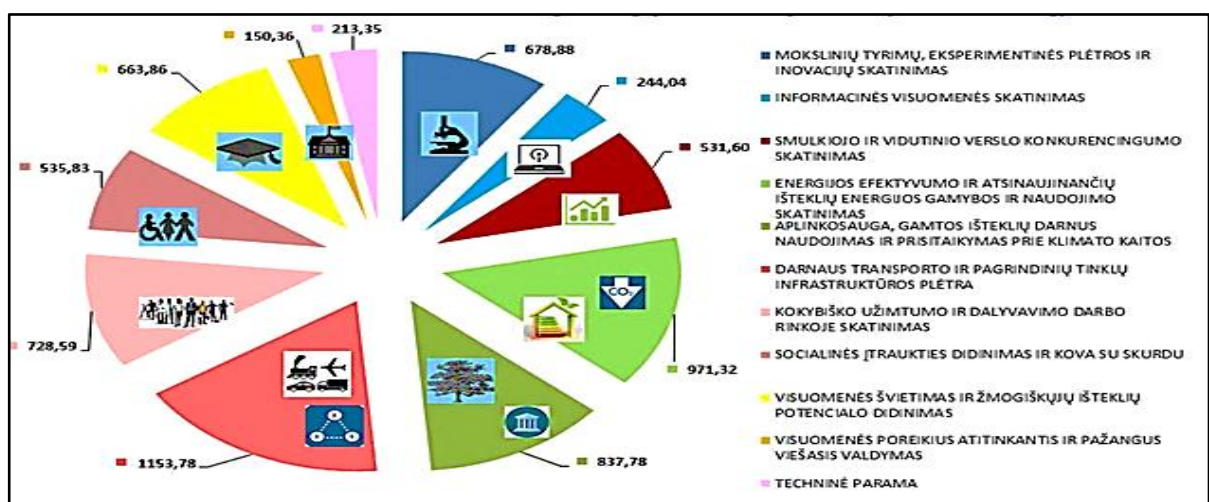 150,36
213,35
678,88
663,86
244,04
535,83
531,60
728,59
971,32
1153,78
837,78
CO₂
MOKSLINIŲ TYRIMŲ, EKSPERIMENTINĖS PLĖTROS IR
INOVACIJŲ SKATINIMAS
INFORMACINĖS VISUOMENĖS SKATINIMAS
SMULKIOJO IR VIDUTINIO VERSLO KONKURENCINGUMO
SKATINIMAS
ENERGIJOS EFEKTYVUMO IR ATSINAUJINANČIŲ
IŠTEKLIŲ ENERGIJOS GAMYBOS IR NAUDOJIMO
SKATINIMAS
APLINKOSAUGA, GAMTOS IŠTEKLIŲ DARNUS
NAUDOJIMAS IR PRISITAIKYMAS PRIE KLIMATO KAITOS
DARNAUS TRANSPORTO IR PAGRINDINIŲ TINKLŲ
INFRASTRUKTŪROS PLĖTRA
KOKYBIŠKO UŽIMTUMO IR DALYVAVIMO DARBO
RINKOJE SKATINIMAS
SOCIALINĖS ĮTRAUKTIES DIDINIMAS IR KOVA SU SKURDU
VISUOMENĖS ŠVIETIMAS IR ŽMOGIŠKŲJŲ IŠTEKLIŲ
POTENCIALO DIDINIMAS
VISUOMENĖS POREIKIUS ATITINKANTIS IR PAŽANGUS
VIEŠASIS VALDYMAS
TECHNINĖ PARAMA